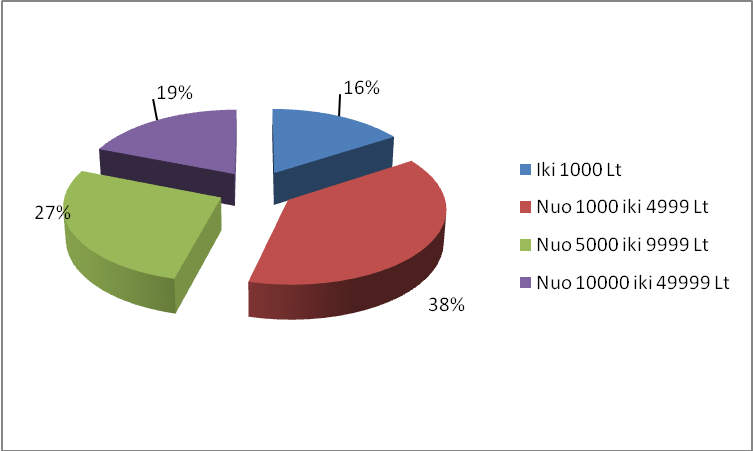 19%
16%
27%
38%
Iki 1000 Lt
Nuo 1000 iki 4999 Lt
Nuo 5000 iki 9999 Lt
Nuo 10000 iki 49999 Lt